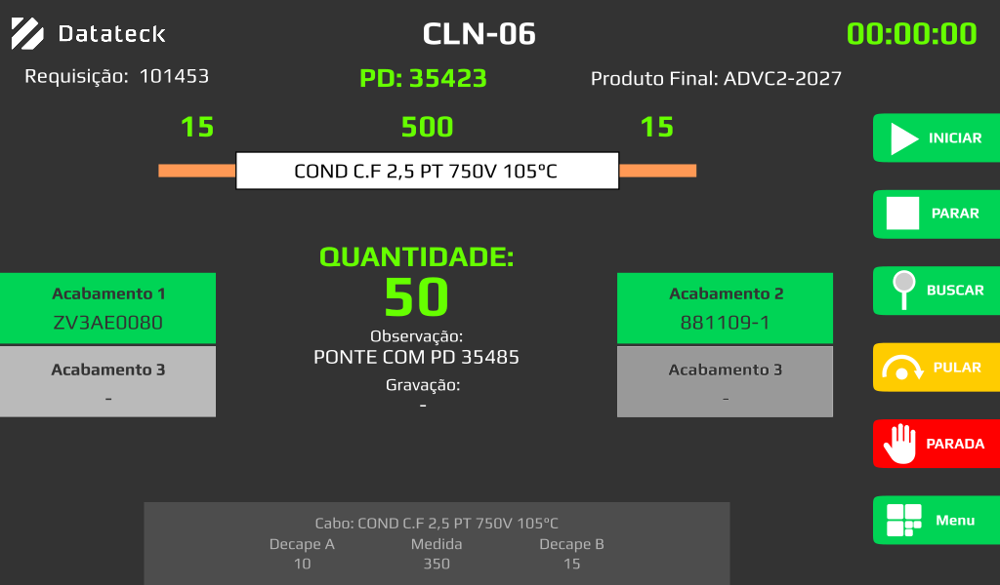 Datateck
CLN-06
00:00:00
Requisição: 101453
PD: 35423
Produto Final: ADVC2-2027
15
500
15
COND C.F 2,5 PT 750V 105ºC
INICIAR
PARAR
BUSCAR
PULAR
PARADA
Menu
QUANTIDADE:
50
Acabamento 1
ZV3AE0080
Acabamento 2
881109-1
Observação:
PONTE COM PD 35485
Gravação:
-
Acabamento 3
-
Acabamento 3
-
Cabo: COND C.F 2,5 PT 750V 105ºC
Decape A Medida Decape B
10 350 15